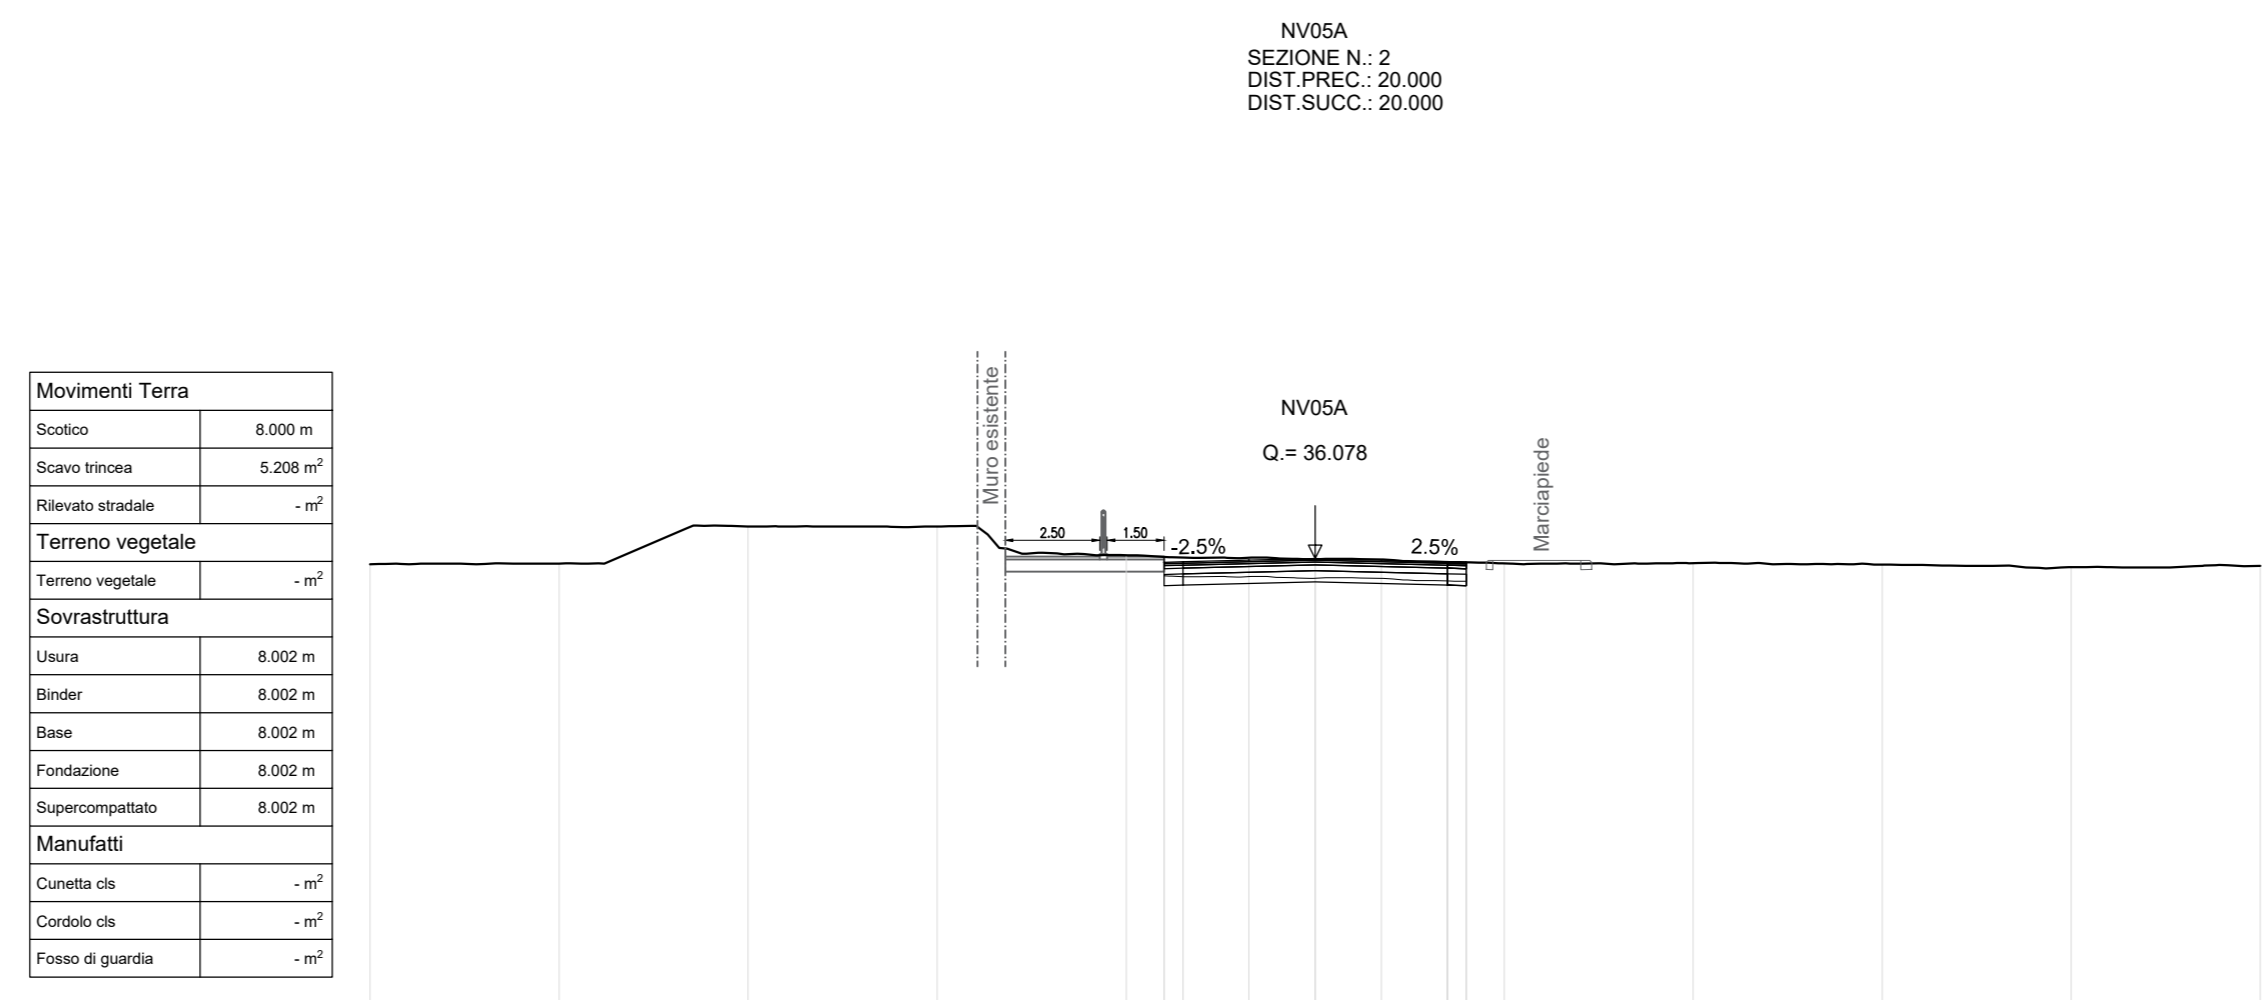 NV05A
SEZIONE N.: 2
DIST.PREC.: 20.000
DIST.SUCC.: 20.000
Movimenti Terra
Scotico 8.000 m
Scavo trincea 5.208 m²
Rilevato stradale - m²
Terreno vegetale
Terreno vegetale - m²
Sovrastruttura
Usura 8.002 m
Binder 8.002 m
Base 8.002 m
Fondazione 8.002 m
Supercompattato 8.002 m
Manufatti
Cunetta cls - m²
Cordolo cls - m²
Fosso di guardia - m²
Muro esistente
2.50
1.50
NV05A
Q.= 36.078
-2.5%
2.5%
Marciapiede